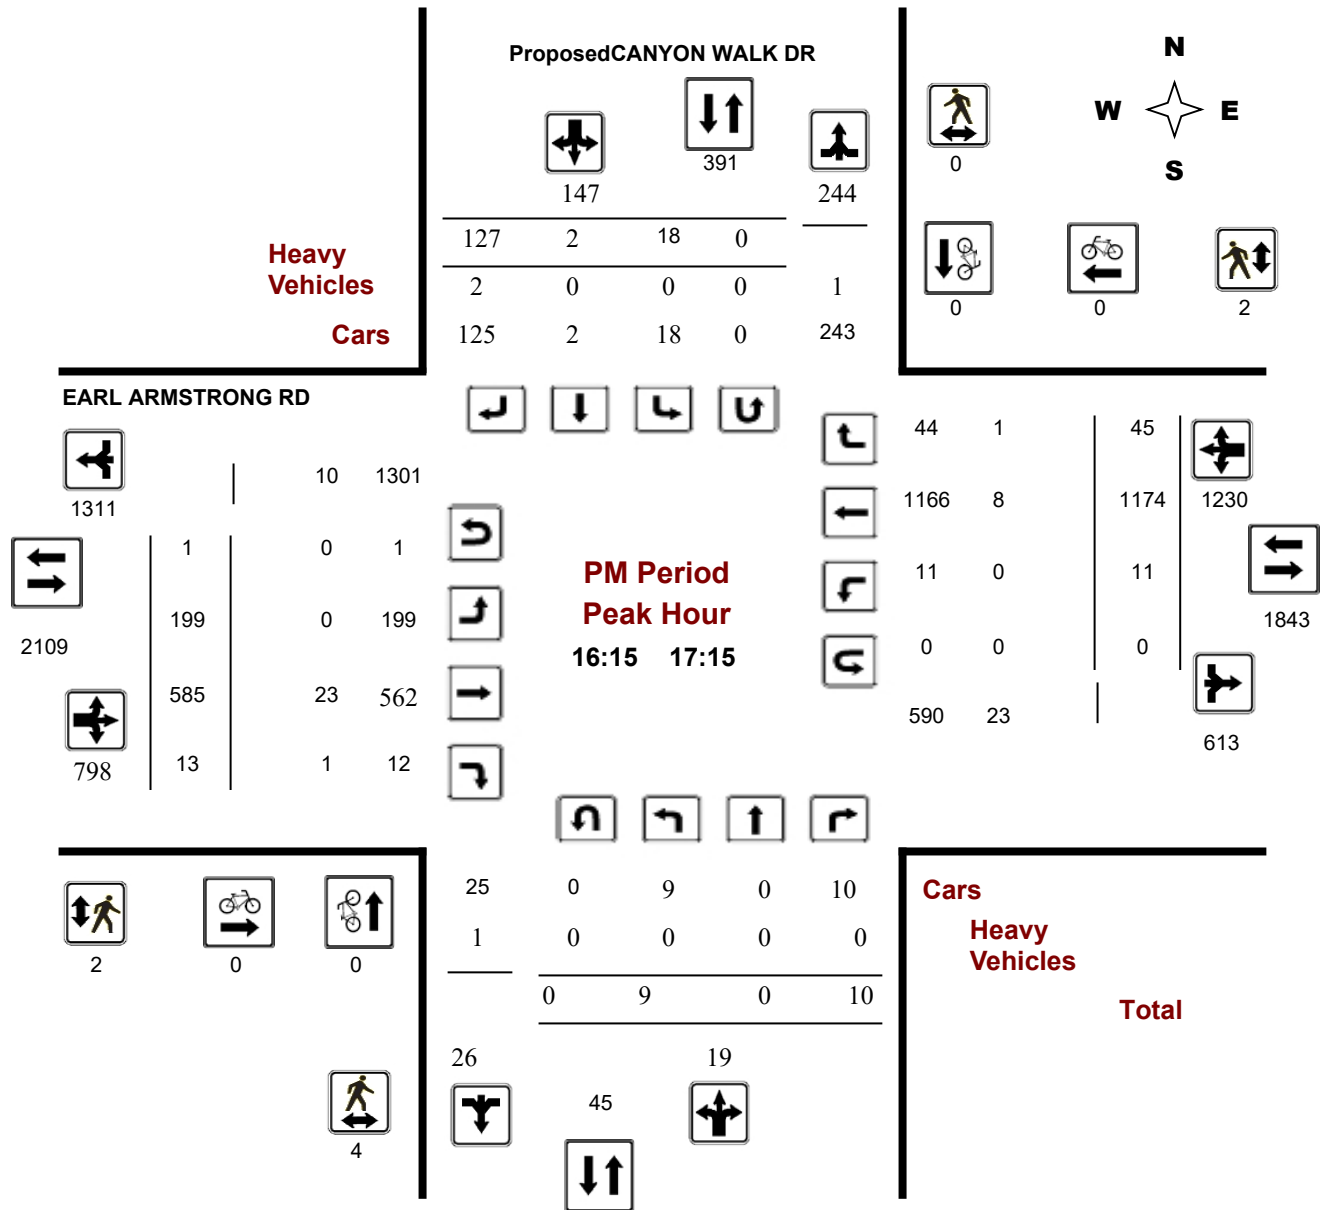 ProposedCANYON WALK DR
N
W E
S
391
0
147
244
127 2 18 0
Heavy
Vehicles
2 0 0 0 1
0 0 2
Cars
125 2 18 0 243
EARL ARMSTRONG RD
44 1 45
10 1301
1311
1166 8 1174 1230
1 0 1
PM Period
11 0 11
Peak Hour
199 0 199
1843
2109
16:15 17:15
0 0 0
585 23 562
590 23
613
798 13 1 12
25 0 9 0 10
Cars
1 0 0 0 0
Heavy
Vehicles
2 0 0
0 9 0 10
Total
26 19
45
4